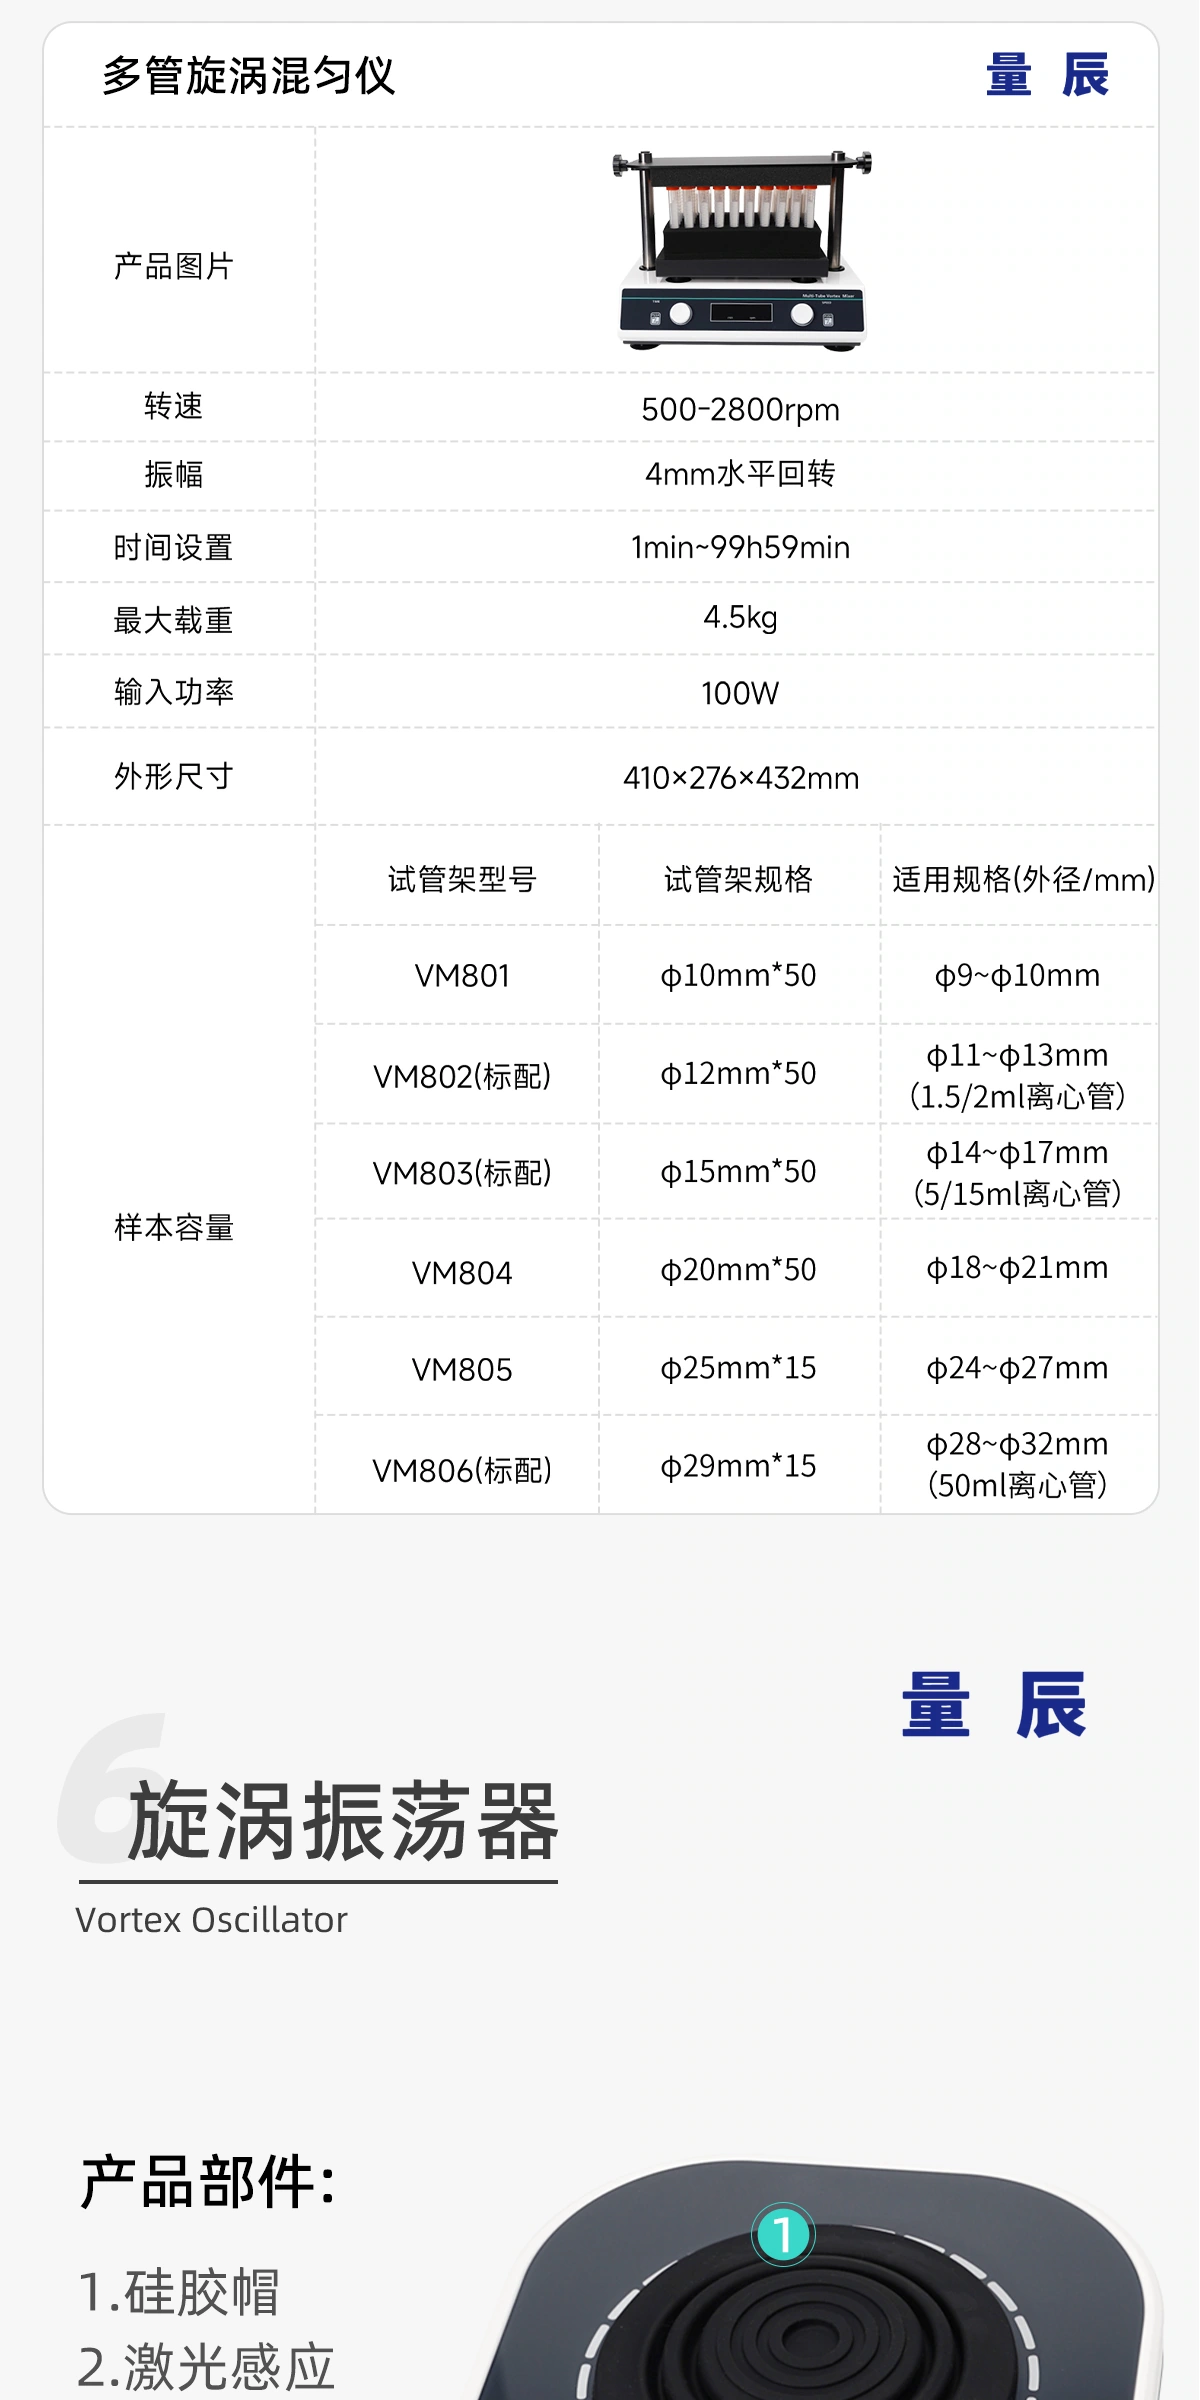 多管旋涡混匀仪
量 辰
产品图片
Multi-Tube Vortex Mixer
转速
500-2800rpm
振幅
4mm水平回转
时间设置
1min~99h59min
最大载重
4.5kg
输入功率
100W
外形尺寸
410×276×432mm
样本容量
试管架型号
试管架规格
适用规格(外径/mm)
VM801
φ10mm*50
φ9~φ10mm
VM802(标配)
φ12mm*50
φ11~φ13mm
(1.5/2ml离心管)
VM803(标配)
φ15mm*50
φ14~φ17mm
(5/15ml离心管)
VM804
φ20mm*50
φ18~φ21mm
VM805
φ25mm*15
φ24~φ27mm
VM806(标配)
φ29mm*15
φ28~φ32mm
(50ml离心管)
量 辰
6
旋涡振荡器
Vortex Oscillator
产品部件:
1
1.硅胶帽
2.激光感应